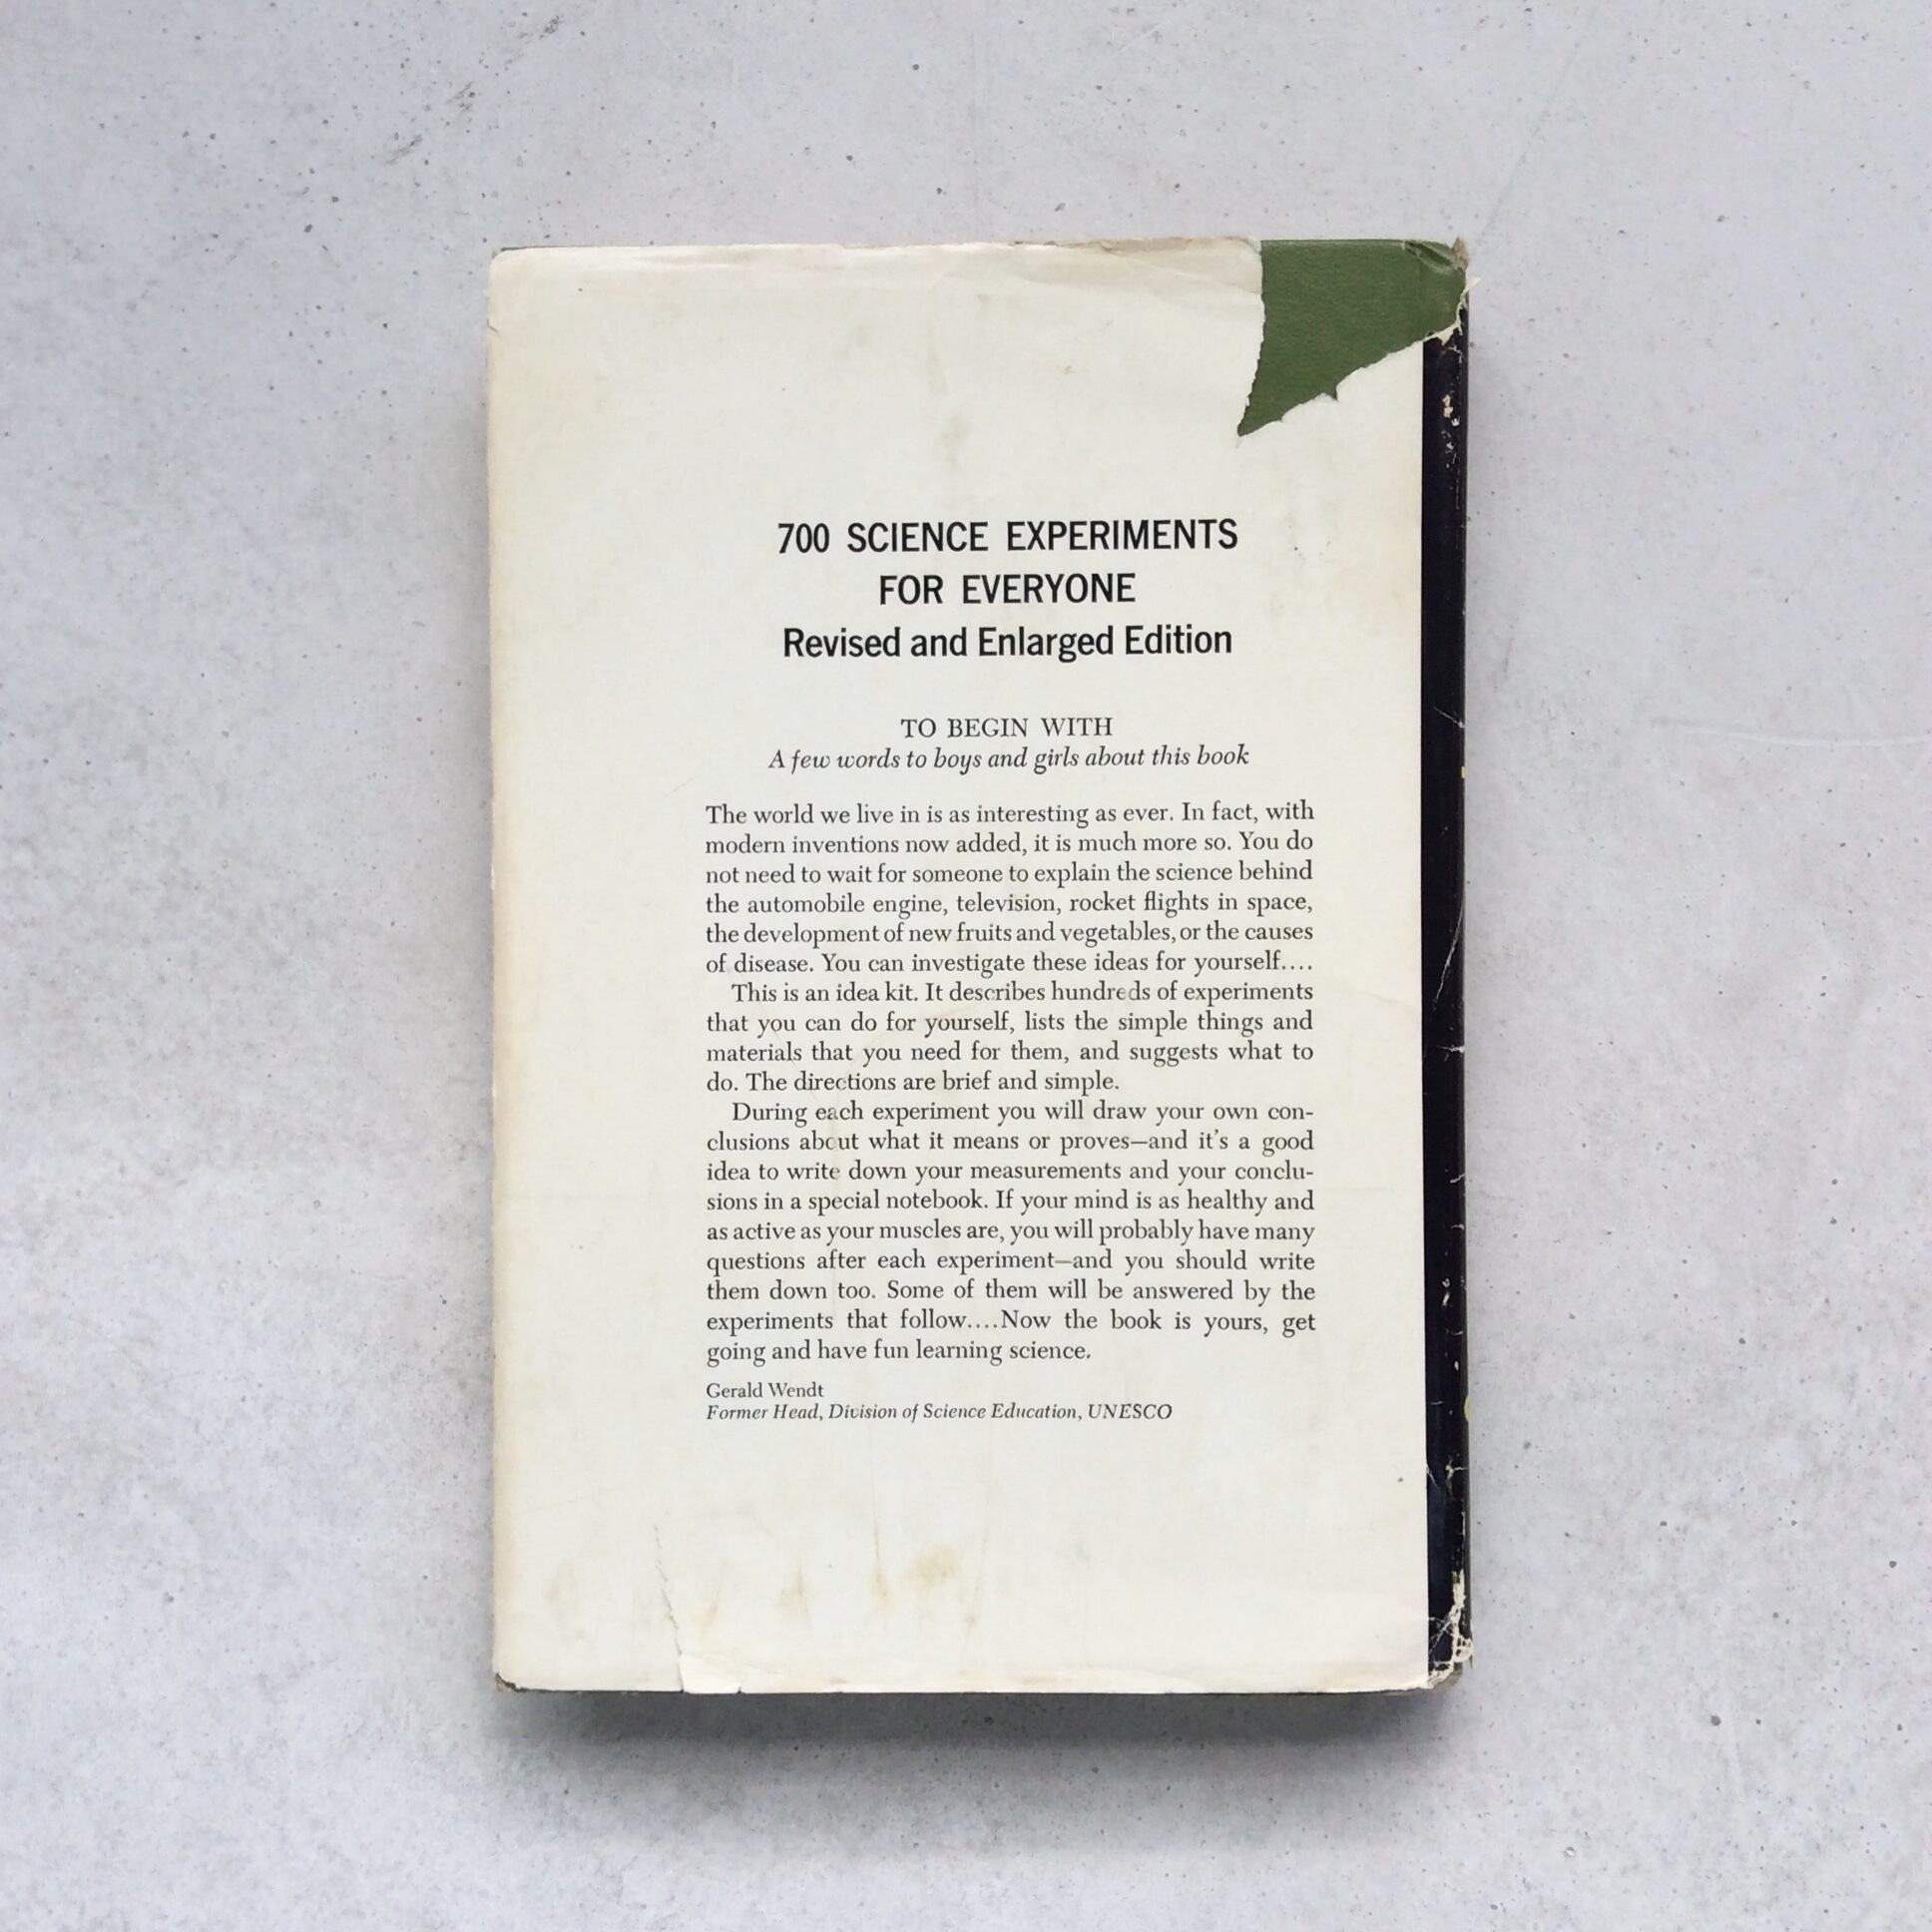 700 SCIENCE EXPERIMENTS
FOR EVERYONE
Revised and Enlarged Edition
TO BEGIN WITH
A few words to boys and girls about this book
The world we live in is as interesting as ever. In fact, with
modern inventions now added, it is much more so. You do
not need to wait for someone to explain the science behind
the automobile engine, television, rocket flights in space,
the development of new fruits and vegetables, or the causes
of disease. You can investigate these ideas for yourself....
This is an idea kit. It describes hundreds of experiments
that you can do for yourself, lists the simple things and
materials that you need for them, and suggests what to
do. The directions are brief and simple.
During each experiment you will draw your own con-
clusions about what it means or proves—and it's a good
idea to write down your measurements and your conclu-
sions in a special notebook. If your mind is as healthy and
as active as your muscles are, you will probably have many
questions after each experiment—and you should write
them down too. Some of them will be answered by the
experiments that follow....Now the book is yours, get
going and have fun learning science.
Gerald Wendt
Former Head, Division of Science Education, UNESCO